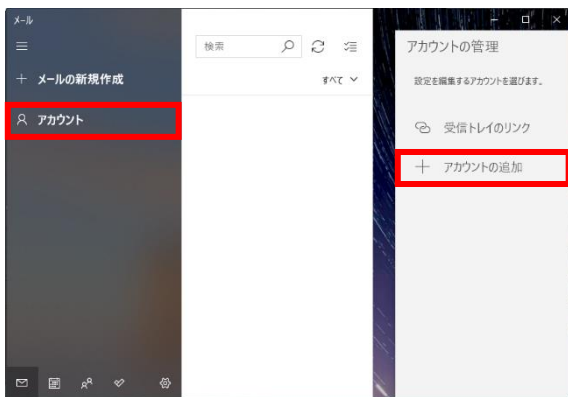 メール
メールの新規作成
アカウント
検索
すべて
アカウントの管理
設定を編集するアカウントを選びます。
受信トレイのリンク
アカウントの追加